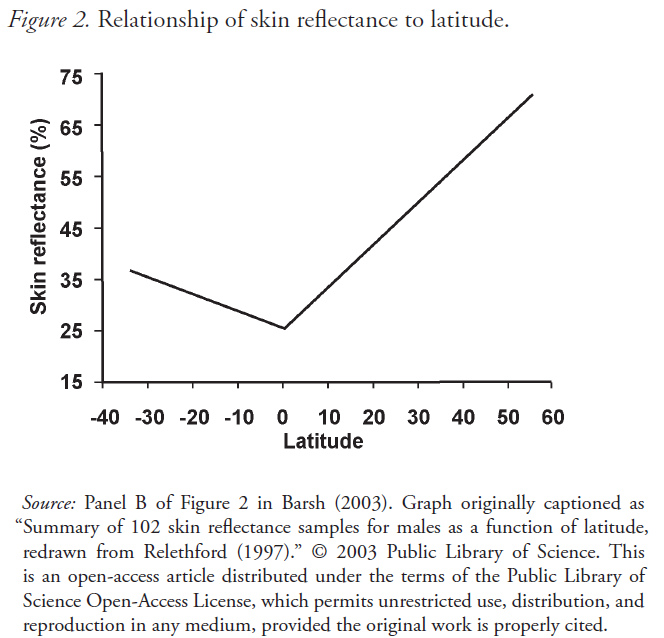 Figure 2. Relationship of skin reflectance to latitude.
75
65
55
45
35
25
15
Skin reflectance (%)
-40 -30 -20 -10 0 10 20 30 40 50 60
Latitude
Source: Panel B of Figure 2 in Barsh (2003). Graph originally captioned as
“Summary of 102 skin reflectance samples for males as a function of latitude,
redrawn from Relethford (1997).” © 2003 Public Library of Science. This
is an open-access article distributed under the terms of the Public Library of
Science Open-Access License, which permits unrestricted use, distribution, and
reproduction in any medium, provided the original work is properly cited.